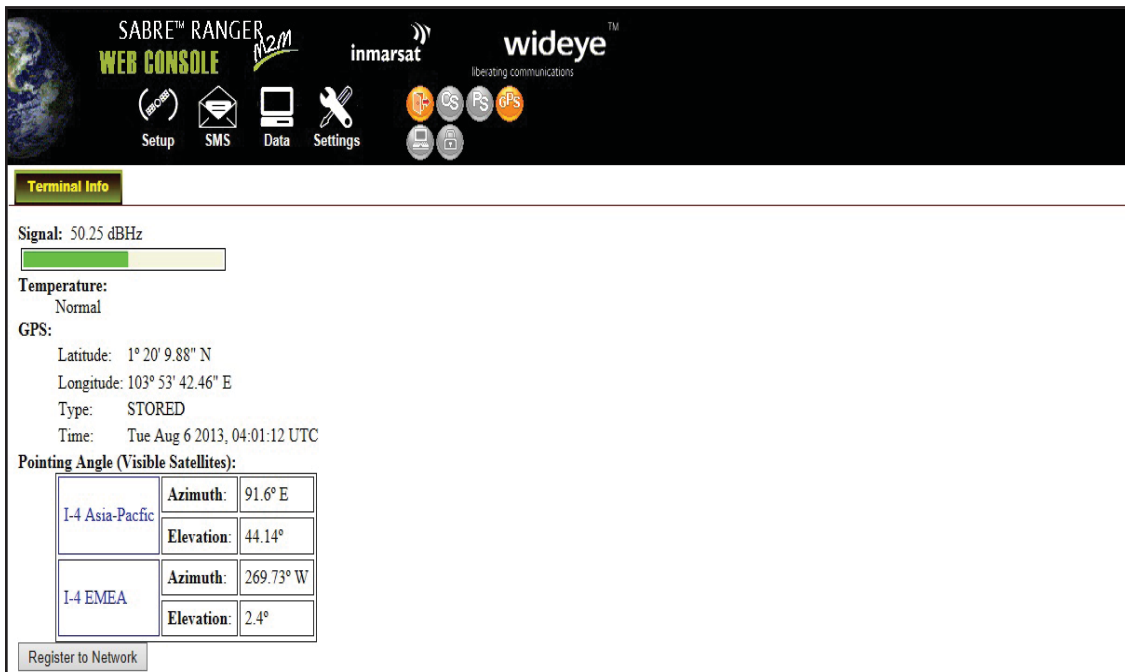 SABRE™ RANGER M2M
WEB CONSOLE
inmarsat
wideye™
liberating communications
CS PS GPS
Setup SMS Data Settings
Terminal Info
Signal: 50.25 dBHz
Temperature:
Normal
GPS:
Latitude: 1° 20' 9.88" N
Longitude: 103° 53' 42.46" E
Type: STORED
Time: Tue Aug 6 2013, 04:01:12 UTC
Pointing Angle (Visible Satellites):
I-4 Asia-Pacfic
Azimuth: 91.6° E
Elevation: 44.14°
I-4 EMEA
Azimuth: 269.73° W
Elevation: 2.4°
Register to Network